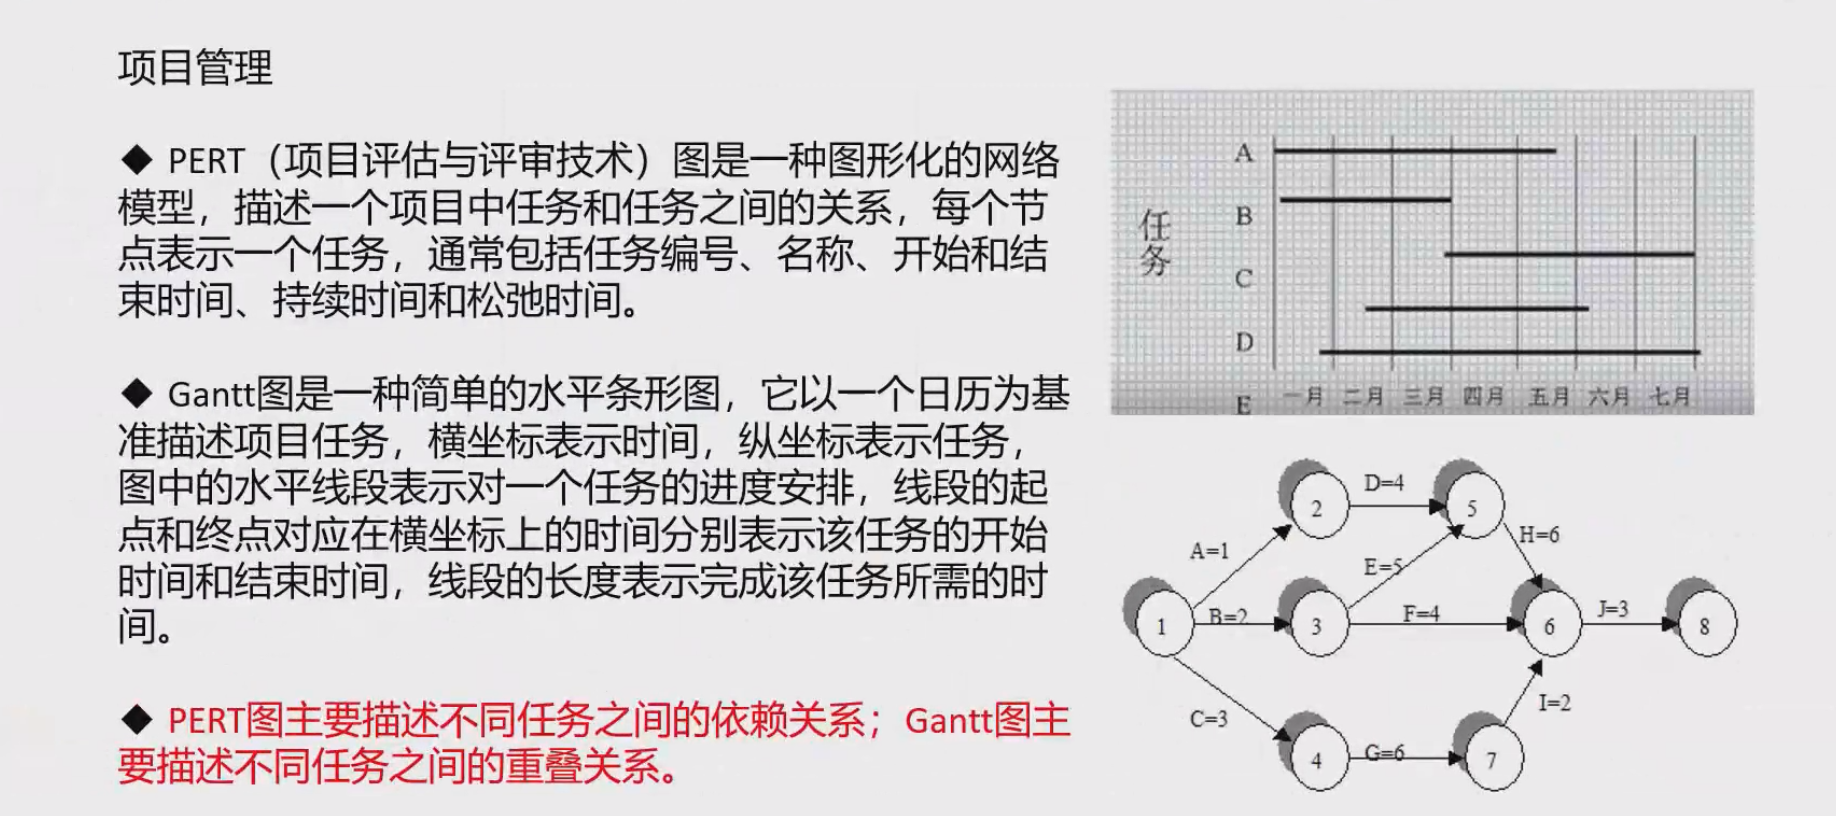 项目管理
◆ PERT（项目评估与评审技术）图是一种图形化的网络
模型，描述一个项目中任务和任务之间的关系，每个节
点表示一个任务，通常包括任务编号、名称、开始和结
束时间、持续时间和松弛时间。
◆ Gantt图是一种简单的水平条形图，它以一个日历为基
准描述项目任务，横坐标表示时间，纵坐标表示任务，
图中的水平线段表示对一个任务的进度安排，线段的起
点和终点对应在横坐标上的时间分别表示该任务的开始
时间和结束时间，线段的长度表示完成该任务所需的时
间。
◆ PERT图主要描述不同任务之间的依赖关系；Gantt图主
要描述不同任务之间的重叠关系。
任务
A
B
C
D
E
一月 二月 三月 四月 五月 六月 七月
2 D=4 5
A=1 E=5 H=6
1 B=2 3 F=4 6 J=3 8
C=3 I=2
4 G=6 7